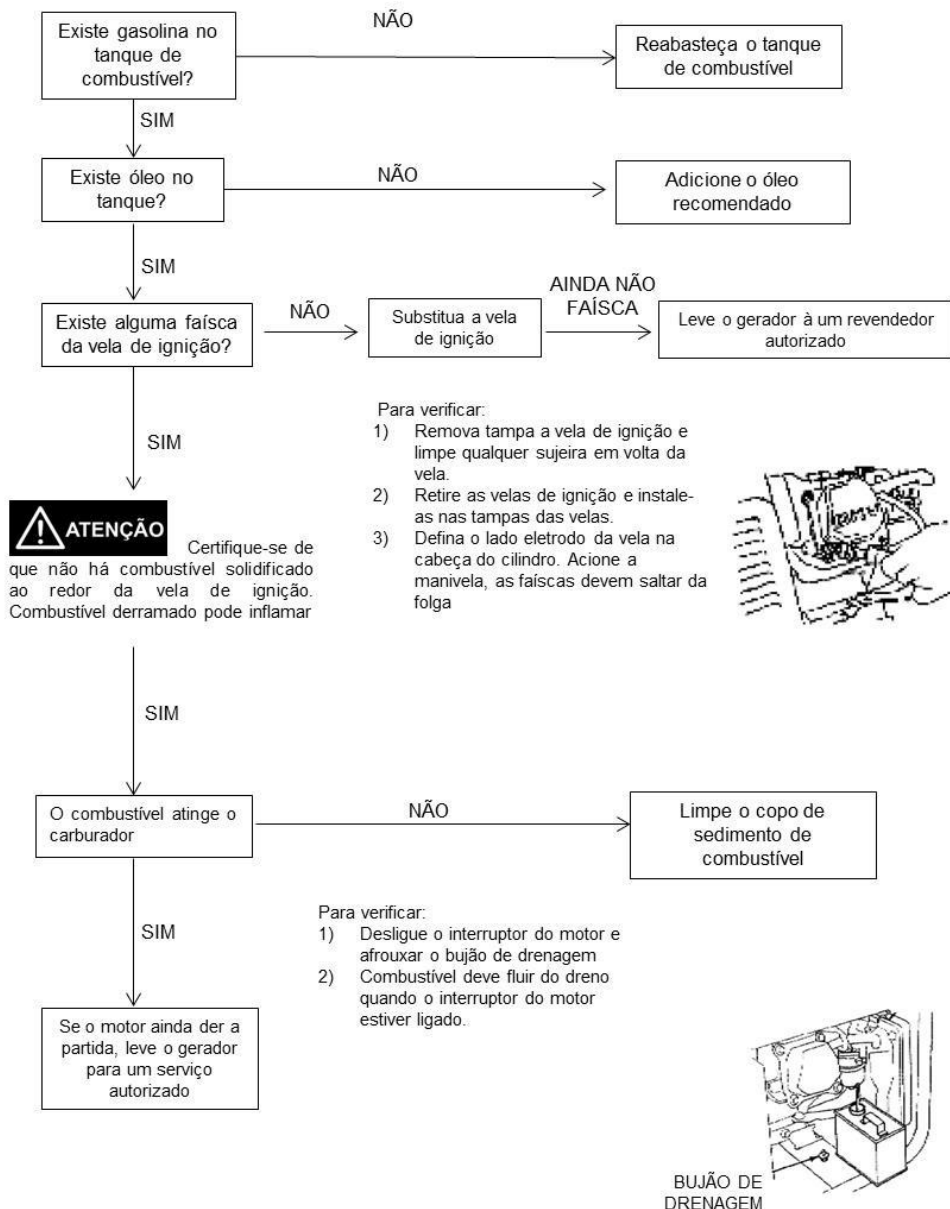 Existe gasolina no
tanque de
combustível?
NÃO
Reabasteça o tanque
de combustível
SIM
Existe óleo no
tanque?
NÃO
Adicione o óleo
recomendado
SIM
Existe alguma faísca
da vela de ignição?
NÃO
Substitua a vela
de ignição
AINDA NÃO
FAÍSCA
Leve o gerador à um revendedor
autorizado
SIM
Para verificar:
1) Remova tampa a vela de ignição e
limpe qualquer sujeira em volta da
vela.
2) Retire as velas de ignição e instale-
as nas tampas das velas.
3) Defina o lado eletrodo da vela na
cabeça do cilindro. Acione a
manivela, as faíscas devem saltar da
folga
ATENÇÃO Certifique-se de
que não há combustível solidificado
ao redor da vela de ignição.
Combustível derramado pode inflamar
SIM
O combustível atinge o
carburador
NÃO
Limpe o copo de
sedimento de
combustível
SIM
Para verificar:
1) Desligue o interruptor do motor e
afrouxar o bujão de drenagem
2) Combustível deve fluir do dreno
quando o interruptor do motor
estiver ligado.
Se o motor ainda der a
partida, leve o gerador
para um serviço
autorizado
BUJÃO DE
DRENAGEM